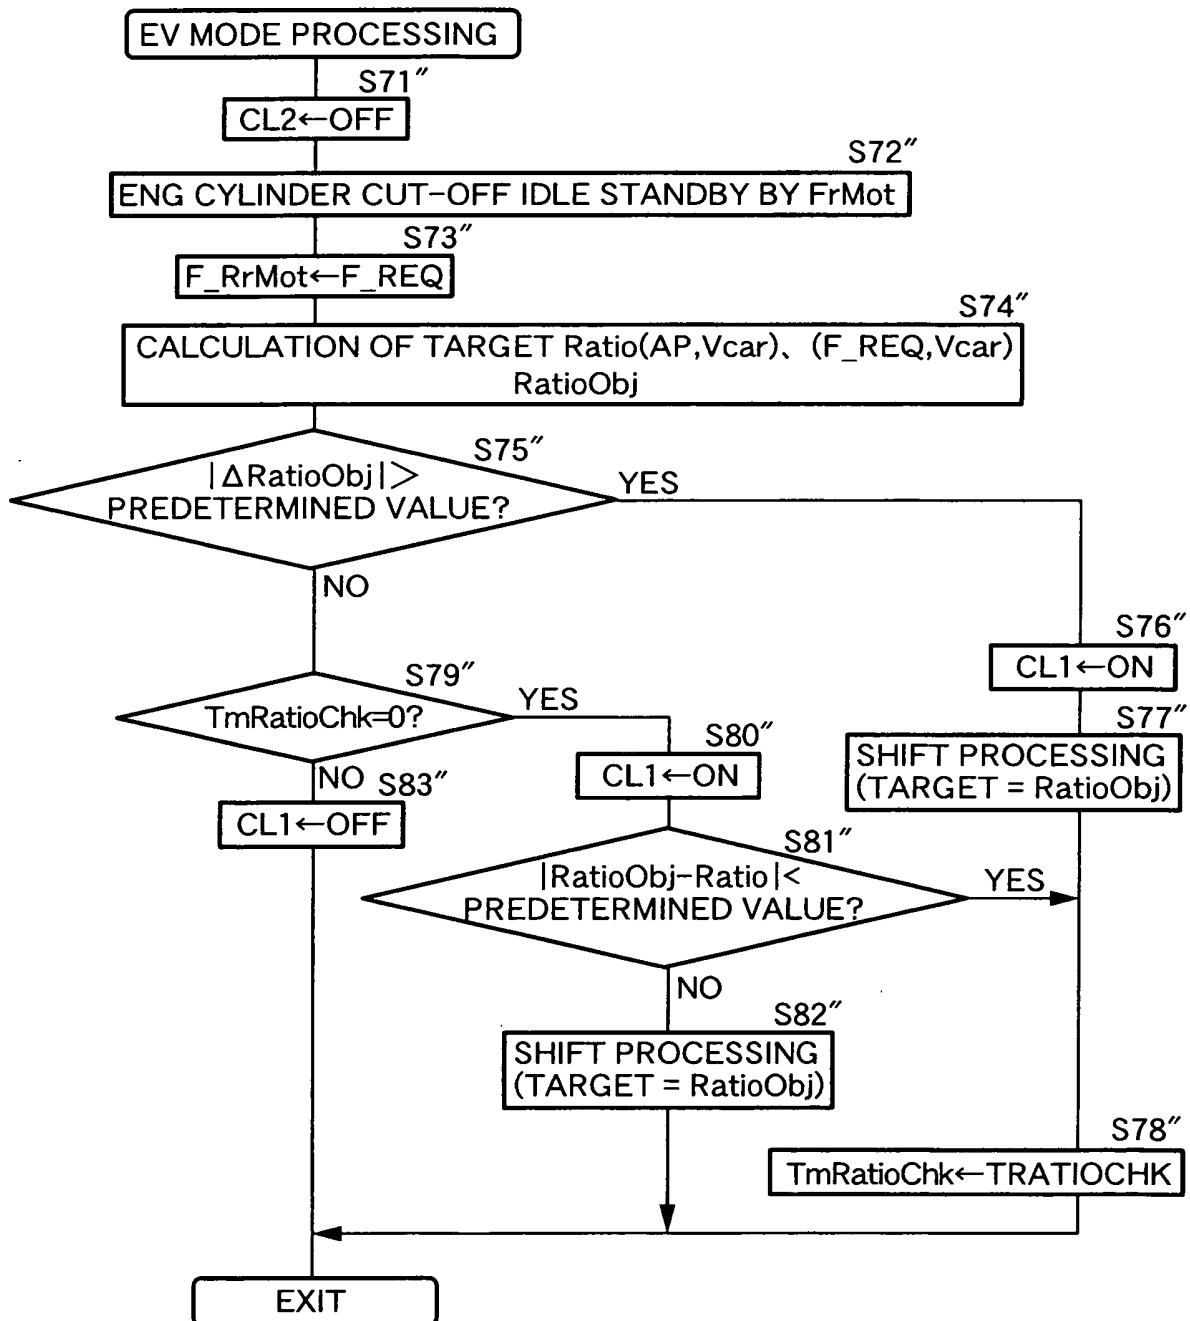 EV MODE PROCESSING
S71″
CL2←OFF
S72″
ENG CYLINDER CUT-OFF IDLE STANDBY BY FrMot
S73″
F_RrMot←F_REQ
S74″
CALCULATION OF TARGET Ratio(AP,Vcar)、(F_REQ,Vcar)
RatioObj
S75″
|ΔRatioObj|>
PREDETERMINED VALUE?
YES
NO
S76″
CL1←ON
S77″
SHIFT PROCESSING
(TARGET = RatioObj)
S79″
TmRatioChk=0?
YES
NO
S83″
CL1←OFF
S80″
CL1←ON
S81″
|RatioObj-Ratio|<
PREDETERMINED VALUE?
YES
NO
S82″
SHIFT PROCESSING
(TARGET = RatioObj)
S78″
TmRatioChk←TRATIOCHK
EXIT